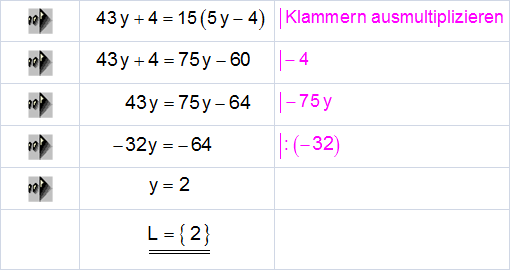 43y + 4 = 15(5y − 4) |Klammern ausmultiplizieren
43y + 4 = 75y − 60 |− 4
43y = 75y − 64 |− 75y
−32y = −64 |: (−32)
y = 2
L = { 2 }